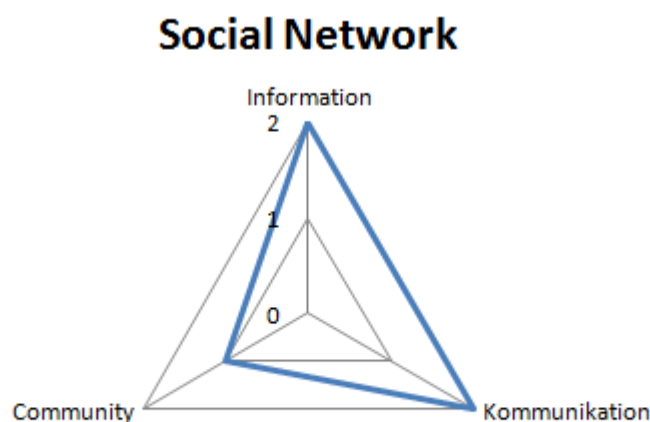 Social Network
Information
2
1
0
Community
Kommunikation